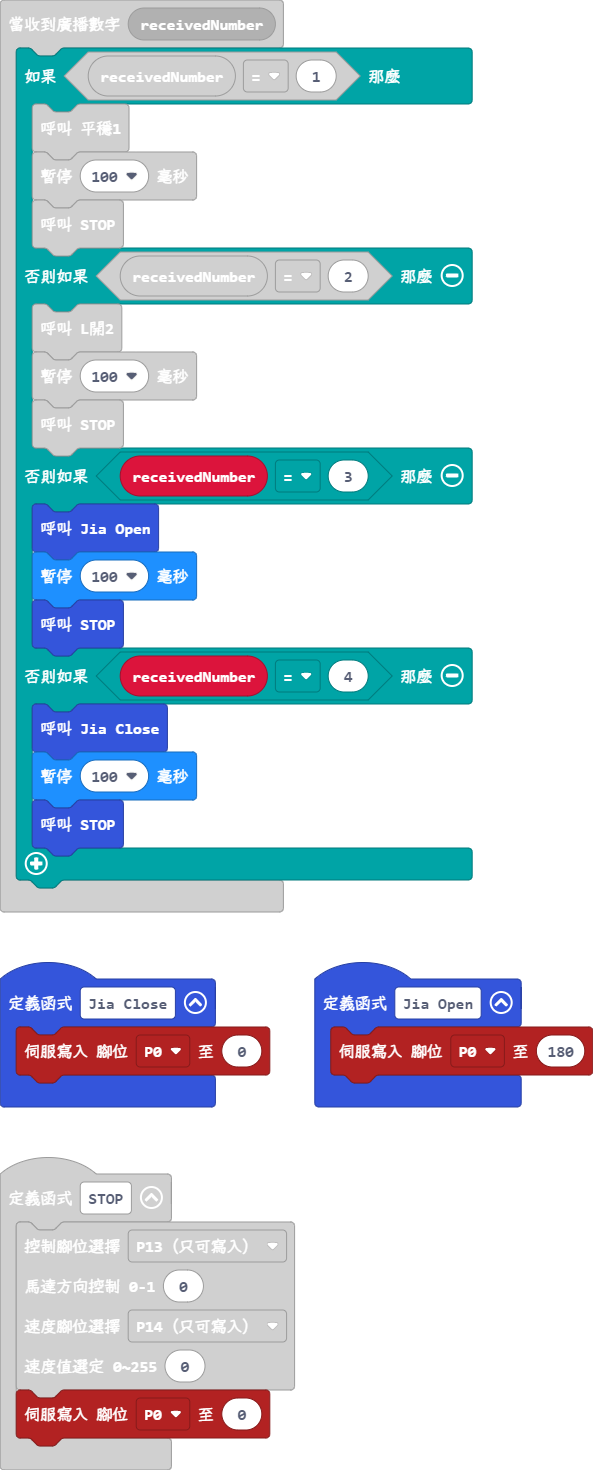 當收到廣播數字 receivedNumber
如果 receivedNumber = 1 那麼
呼叫 平穩1
暫停 100 毫秒
呼叫 STOP
否則如果 receivedNumber = 2 那麼
呼叫 L開2
暫停 100 毫秒
呼叫 STOP
否則如果 receivedNumber = 3 那麼
呼叫 Jia Open
暫停 100 毫秒
呼叫 STOP
否則如果 receivedNumber = 4 那麼
呼叫 Jia Close
暫停 100 毫秒
呼叫 STOP
定義函式 Jia Close
伺服寫入 腳位 P0 至 0
定義函式 Jia Open
伺服寫入 腳位 P0 至 180
定義函式 STOP
控制腳位選擇 P13 (只可寫入)
馬達方向控制 0-1 0
速度腳位選擇 P14 (只可寫入)
速度值選定 0~255 0
伺服寫入 腳位 P0 至 0